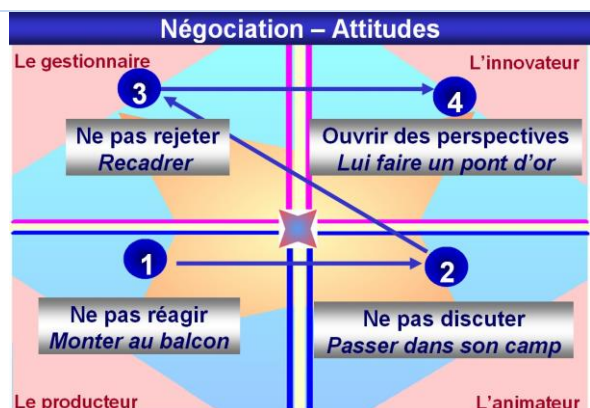 Négociation – Attitudes
Le gestionnaire
L'innovateur
3
4
Ne pas rejeter
Recadrer
Ouvrir des perspectives
Lui faire un pont d'or
1
2
Ne pas réagir
Monter au balcon
Ne pas discuter
Passer dans son camp
Le producteur
L'animateur